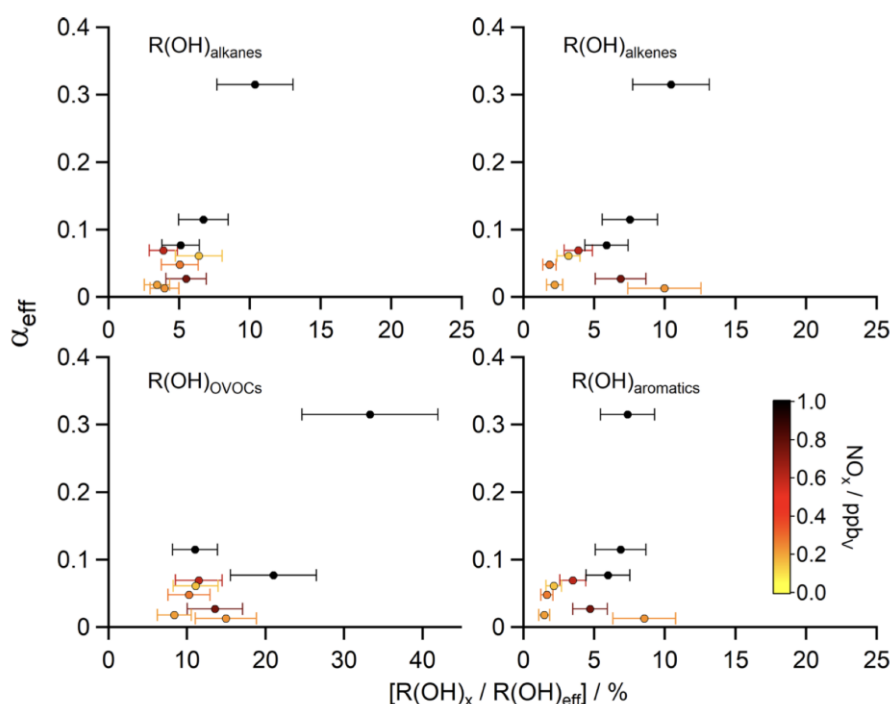 0.4
R(OH)alkanes
0.3
0.2
0.1
0
0 5 10 15 20 25
0.4
R(OH)alkenes
0.3
0.2
0.1
0
0 5 10 15 20 25
αeff
0.4
R(OH)OVOCs
0.3
0.2
0.1
0
0 10 20 30 40
0.4
R(OH)aromatics
0.3
0.2
0.1
0
0 5 10 15 20 25
1.0
0.8
0.6
0.4
0.2
0.0
NOx / ppbv
[R(OH)x / R(OH)eff] / %